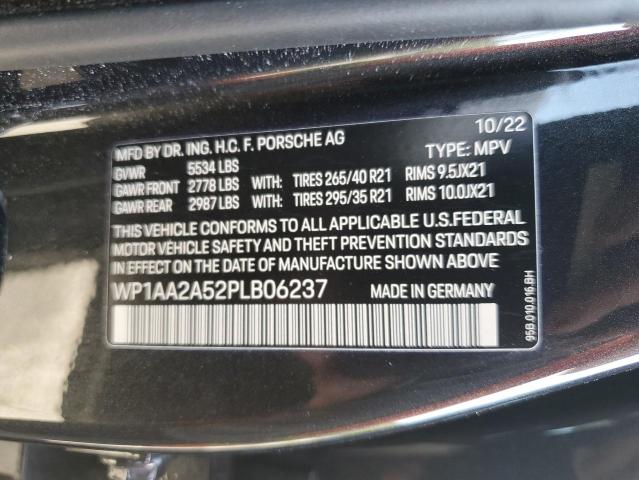 MFD BY DR. ING. H.C. F. PORSCHE AG 10/22
GVWR 5534 LBS TYPE: MPV
GAWR FRONT 2778 LBS WITH: TIRES 265/40 R21 RIMS 9.5JX21
GAWR REAR 2987 LBS WITH: TIRES 295/35 R21 RIMS 10.0JX21
THIS VEHICLE CONFORMS TO ALL APPLICABLE U.S.FEDERAL
MOTOR VEHICLE SAFETY AND THEFT PREVENTION STANDARDS
IN EFFECT ON THE DATE OF MANUFACTURE SHOWN ABOVE
WP1AA2A52PLB06237 MADE IN GERMANY
95B.010.016.BH